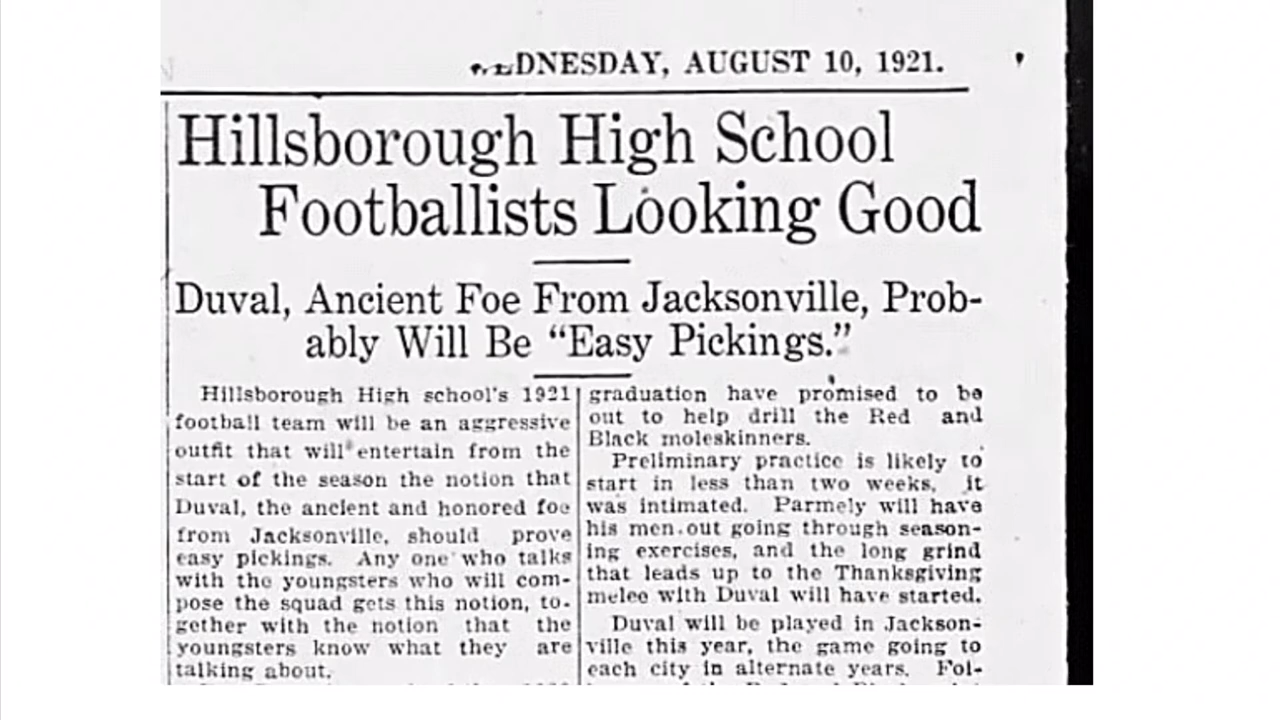 DNESDAY, AUGUST 10, 1921.
Hillsborough High School
Footballists Looking Good
Duval, Ancient Foe From Jacksonville, Prob-
ably Will Be “Easy Pickings.”
Hillsborough High school's 1921
football team will be an aggressive
outfit that will entertain from the
start of the season the notion that
Duval, the ancient and honored foe
from Jacksonville, should prove
easy pickings. Any one who talks
with the youngsters who will com-
pose the squad gets this notion, to-
gether with the notion that the
youngsters know what they are
talking about.
graduation have promised to be
out to help drill the Red and
Black moleskinners.
Preliminary practice is likely to
start in less than two weeks, it
was intimated. Parmely will have
his men out going through season-
ing exercises, and the long grind
that leads up to the Thanksgiving
melee with Duval will have started.
Duval will be played in Jackson-
ville this year, the game going to
each city in alternate years. Fol-